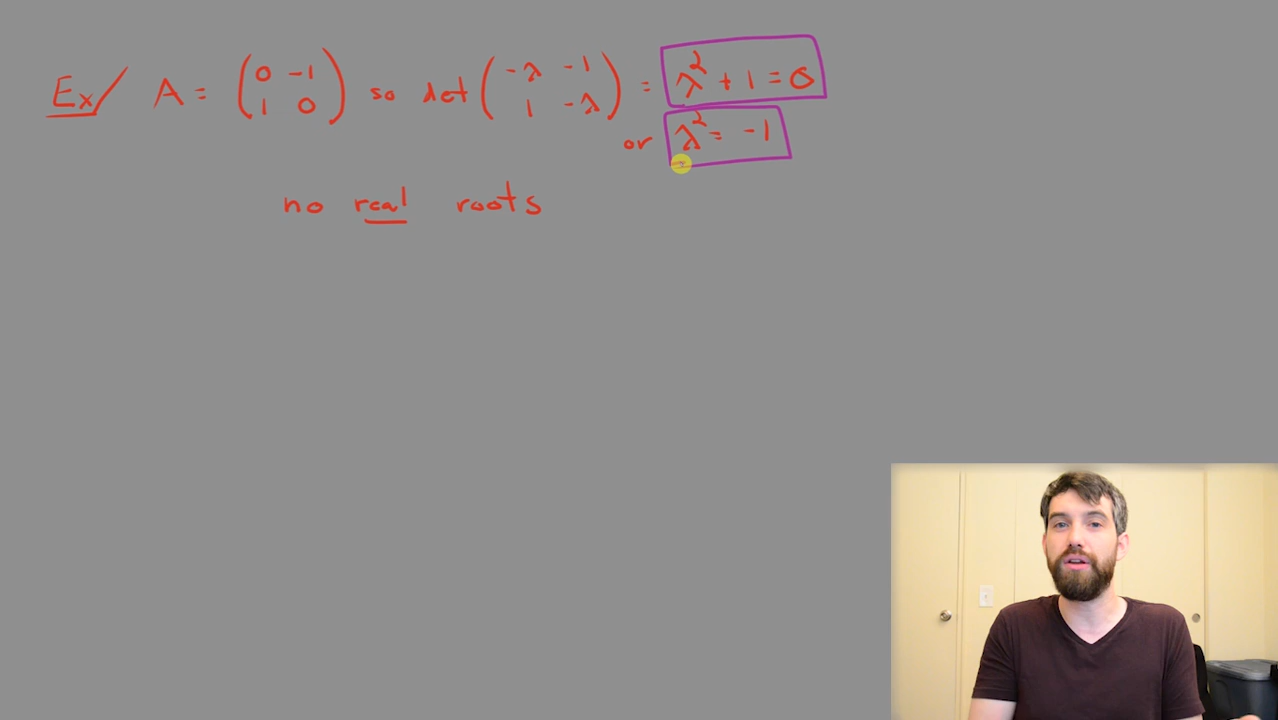 Ex/ A = (0 -1; 1 0) so det (-λ -1; 1 -λ) = λ² + 1 = 0
or λ² = -1
no real roots